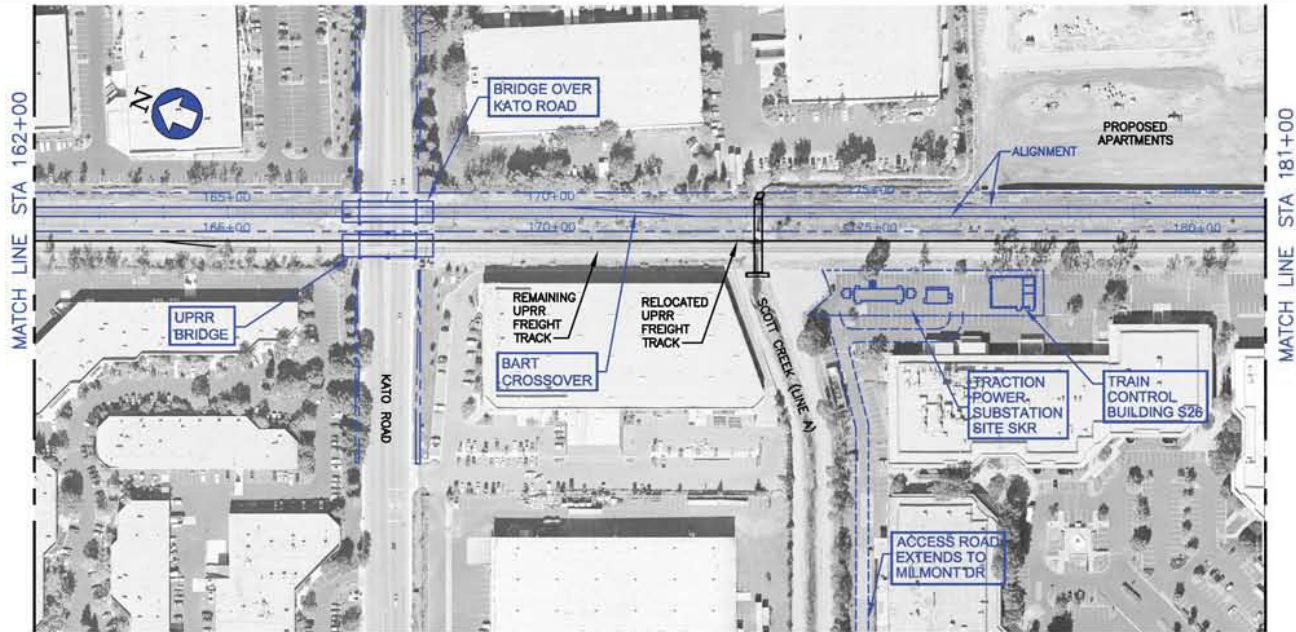 MATCH LINE STA 162+00
N
BRIDGE OVER
KATO ROAD
PROPOSED
APARTMENTS
ALIGNMENT
MATCH LINE STA 181+00
165+00
170+00
175+00
165+00
170+00
175+00
180+00
UPRR
BRIDGE
REMAINING
UPRR
FREIGHT
TRACK
RELOCATED
UPRR
FREIGHT
TRACK
BART
CROSSOVER
KATO ROAD
SCOTT CREEK (LINE A)
TRACTION
POWER
SUBSTATION
SITE SKR
TRAIN
CONTROL
BUILDING S26
ACCESS ROAD
EXTENDS TO
MILMONT DR